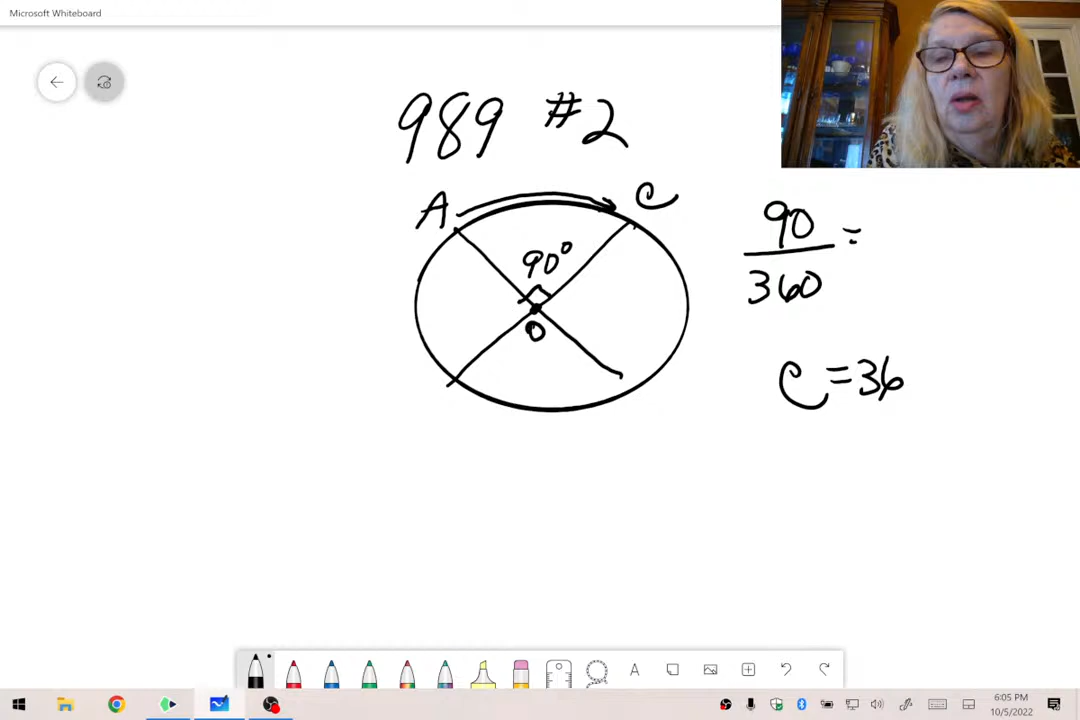 Microsoft Whiteboard
989 #2
A
C
90°
O
90
360
=
C=36
A
6:05 PM
10/5/2022